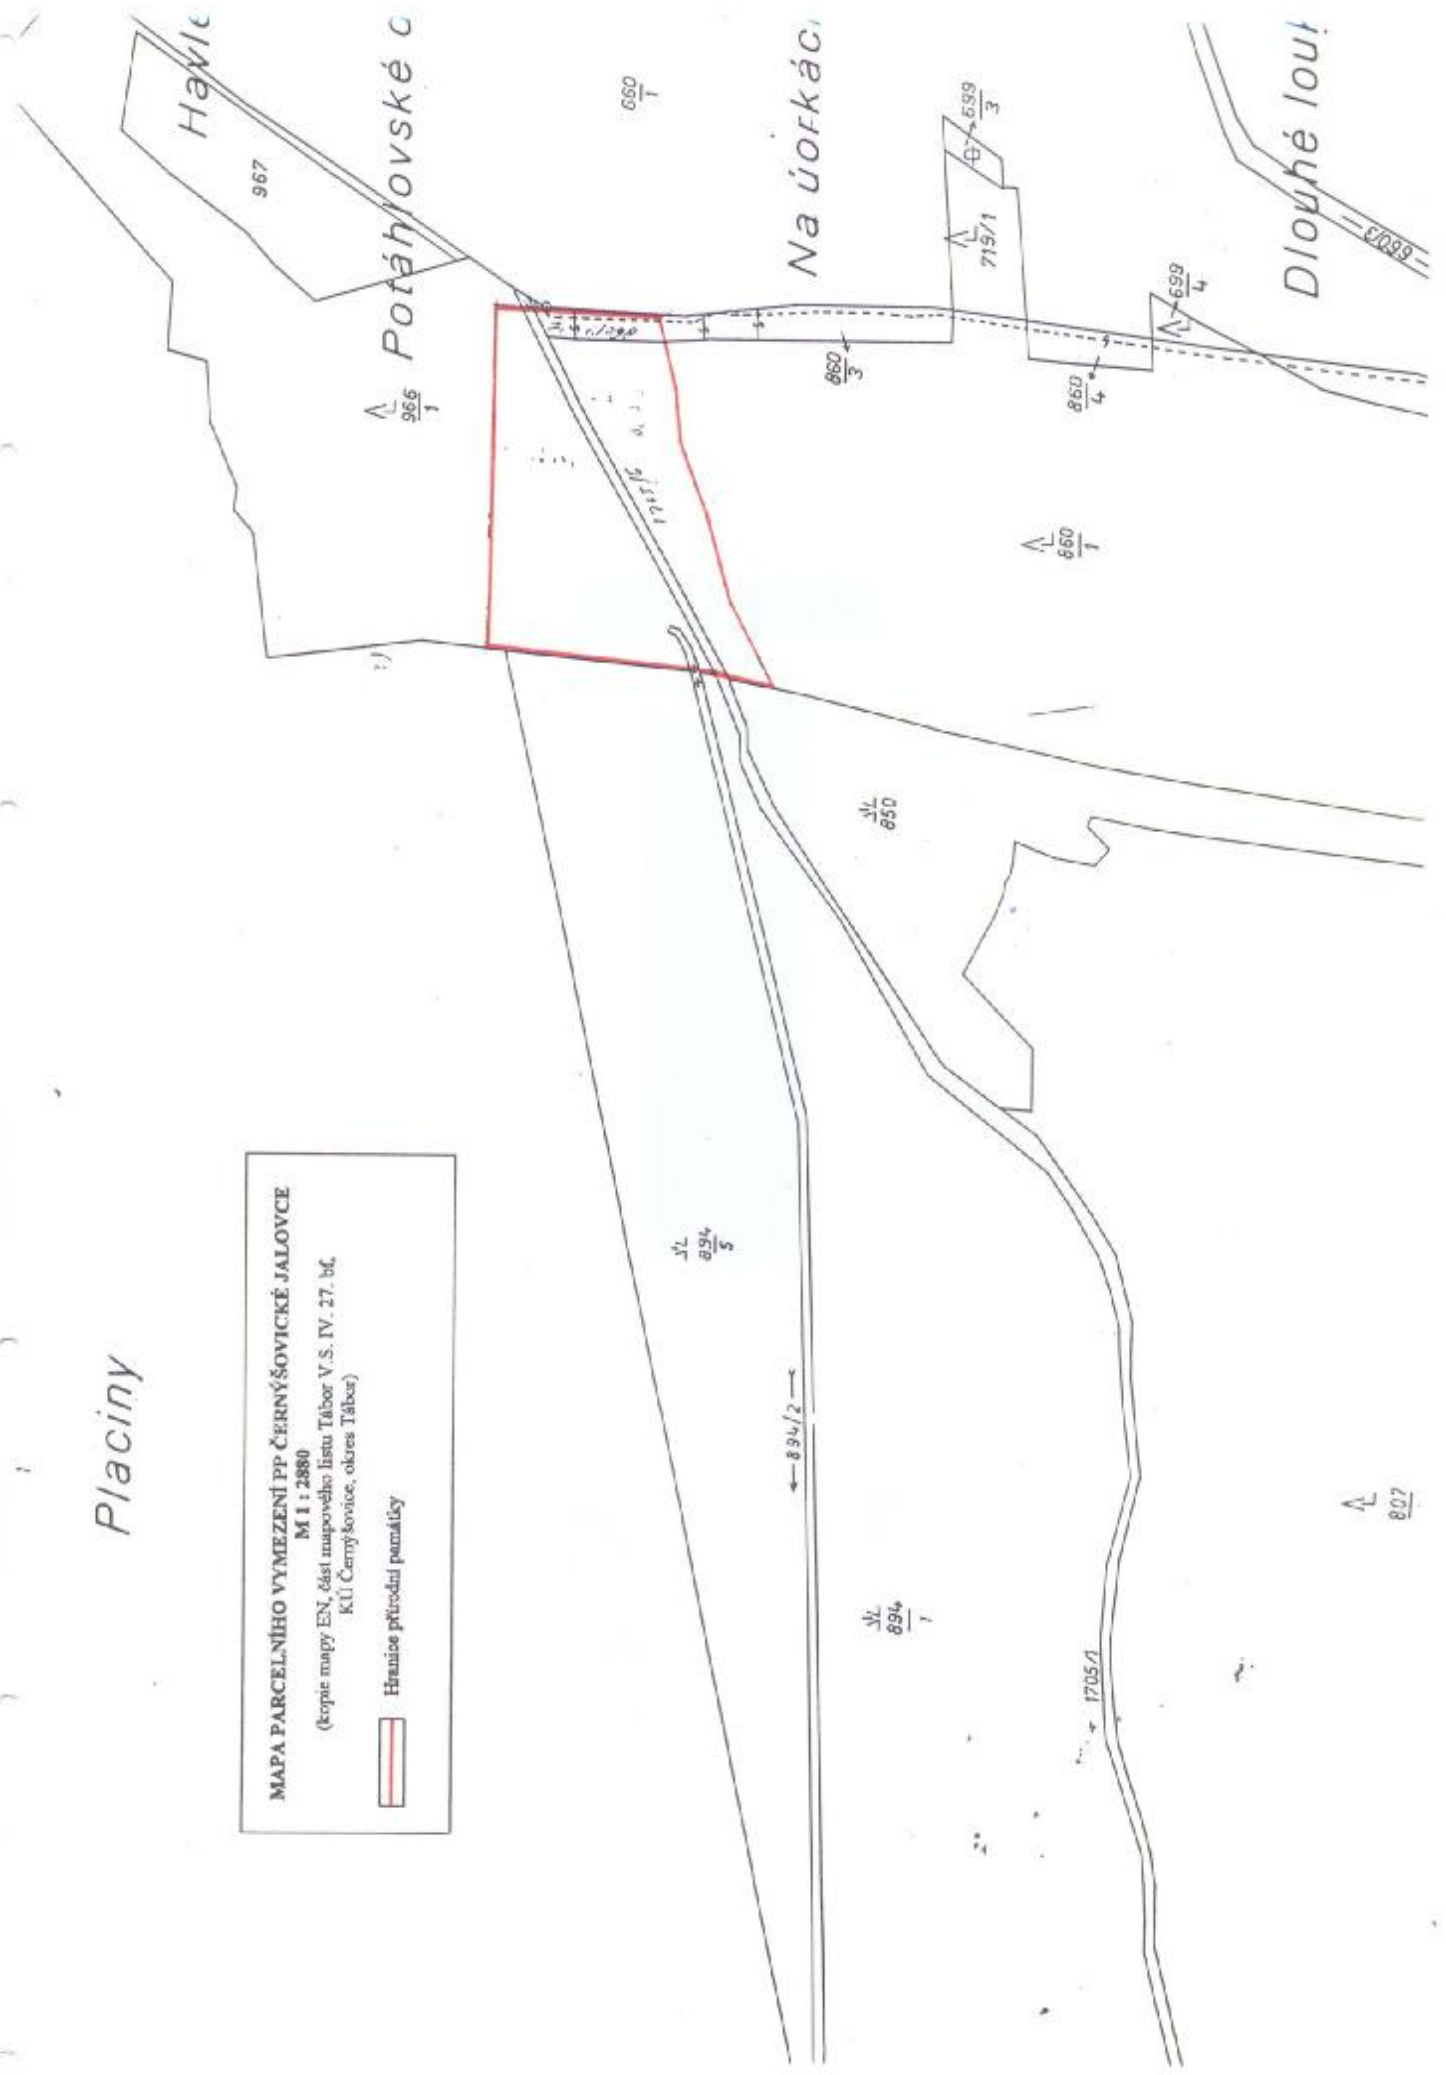 Placiny
MAPA PARCELNÍHO VYMEZENÍ PP ČERNÝŠOVICKÉ JALOVCE
M 1 : 2880
(kopie mapy EN, část mapového listu Tábor V.S. IV. 27. bď,
KÚ Černýšovice, okres Tábor)
Hranice přírodní památky
Havle
Potáhlovské
Na úorkách
Dlouhé lou
967
966
1
660
1
699
3
719/1
699
4
660/3
860
3
860
4
860
1
850
894
5
894/2
894
1
1705/1
807